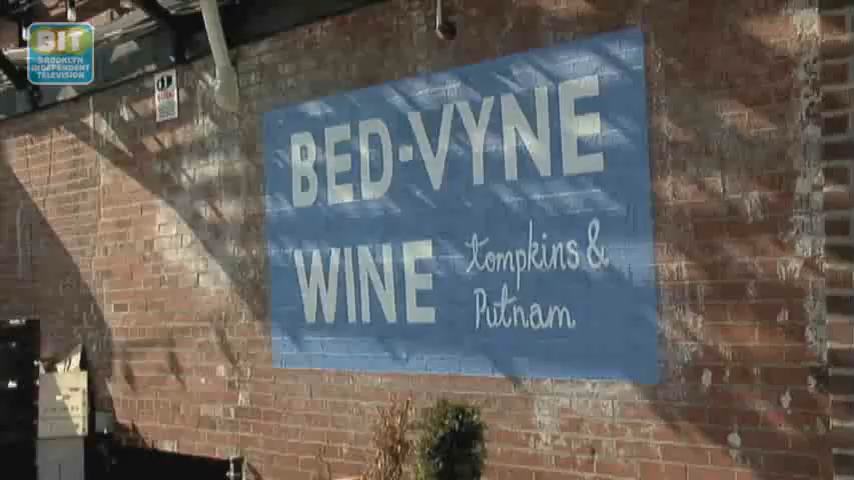 BIT
BROOKLYN
INDEPENDENT
TELEVISION
BED-VYNE
WINE
tompkins &
Putnam